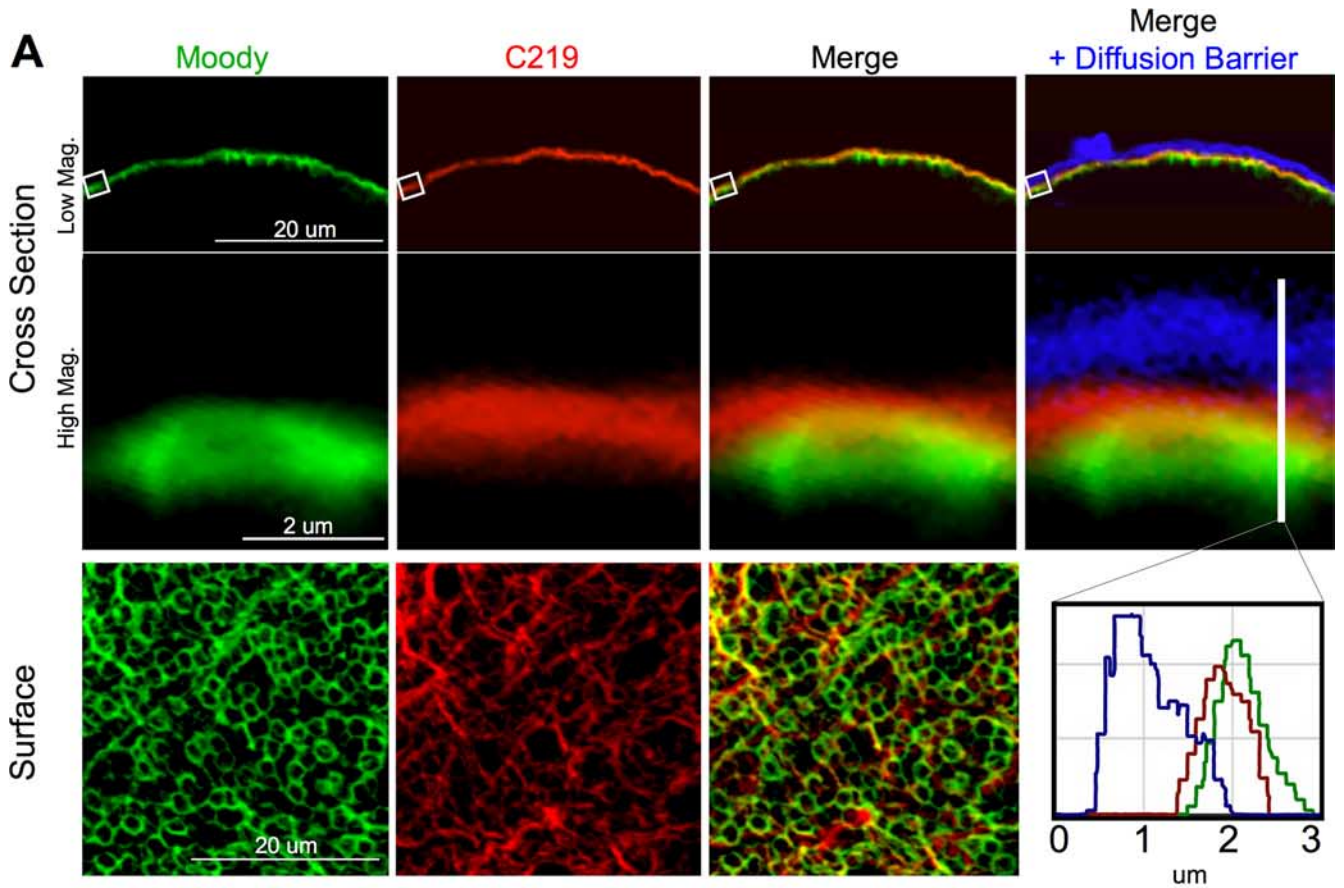 A
Moody
C219
Merge
Merge
+ Diffusion Barrier
Cross Section
Low Mag.
20 um
High Mag.
2 um
Surface
20 um
0 1 2 3
um